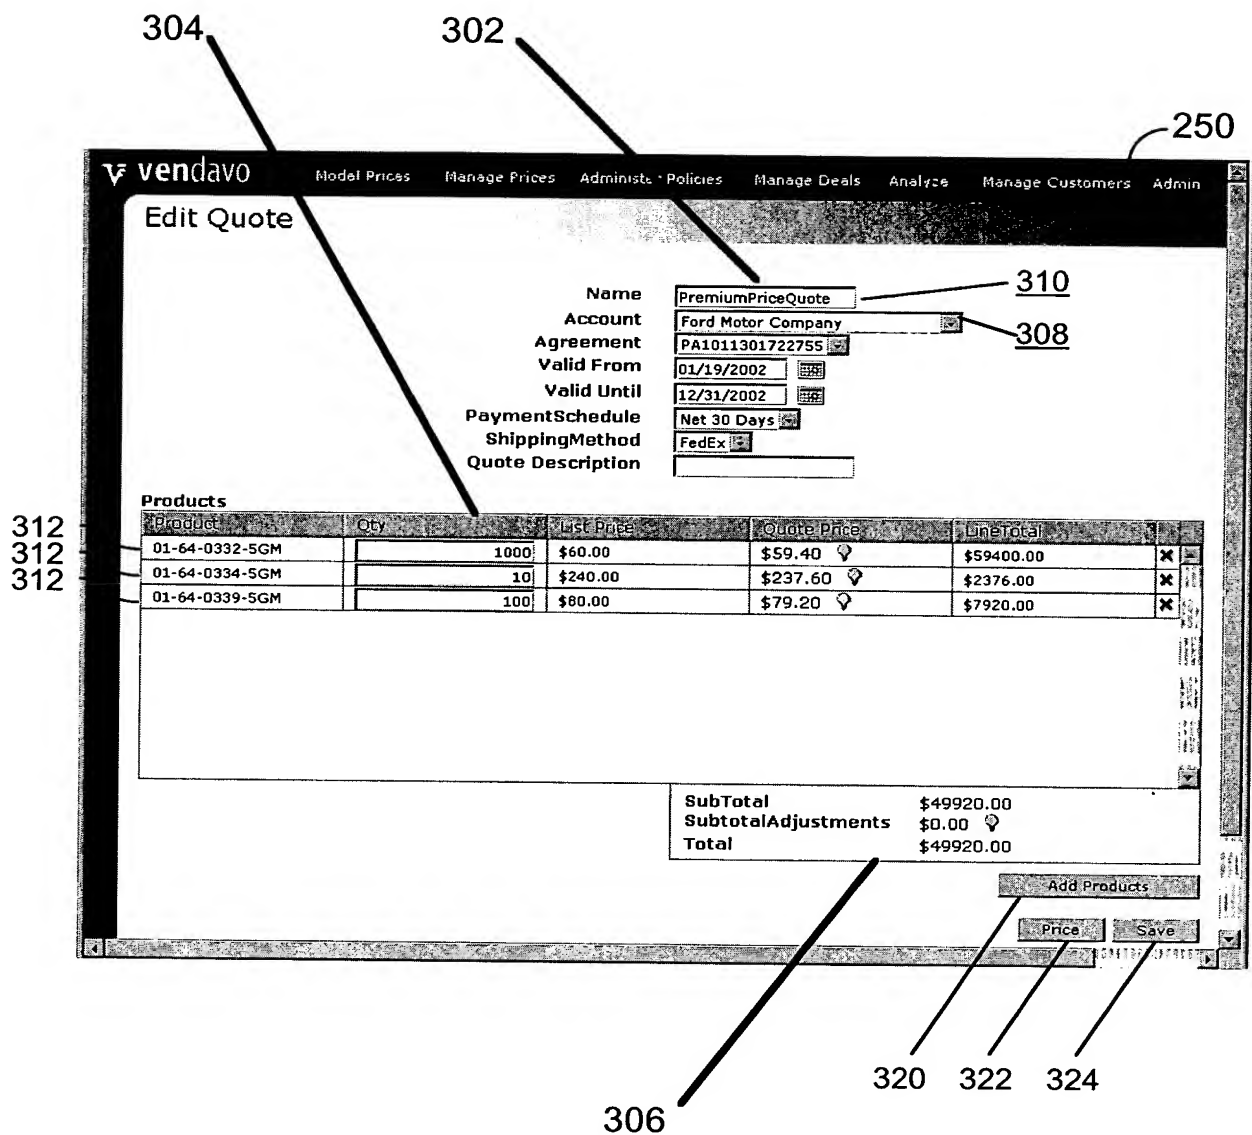 304 302
250
vendavo Model Prices Manage Prices Administer Policies Manage Deals Analyze Manage Customers Admin
Edit Quote
Name PremiumPriceQuote 310
Account Ford Motor Company 308
Agreement PA101130172275S
Valid From 01/19/2002
Valid Until 12/31/2002
PaymentSchedule Net 30 Days
ShippingMethod FedEx
Quote Description
Products
Product Qty List Price Quote Price LineTotal
312 01-64-0332-5GM 1000 $60.00 $59.40 $59400.00
312 01-64-0334-5GM 10 $240.00 $237.60 $2376.00
312 01-64-0339-5GM 100 $80.00 $79.20 $7920.00
SubTotal $49920.00
SubtotalAdjustments $0.00
Total $49920.00
Add Products
Price Save
320 322 324
306